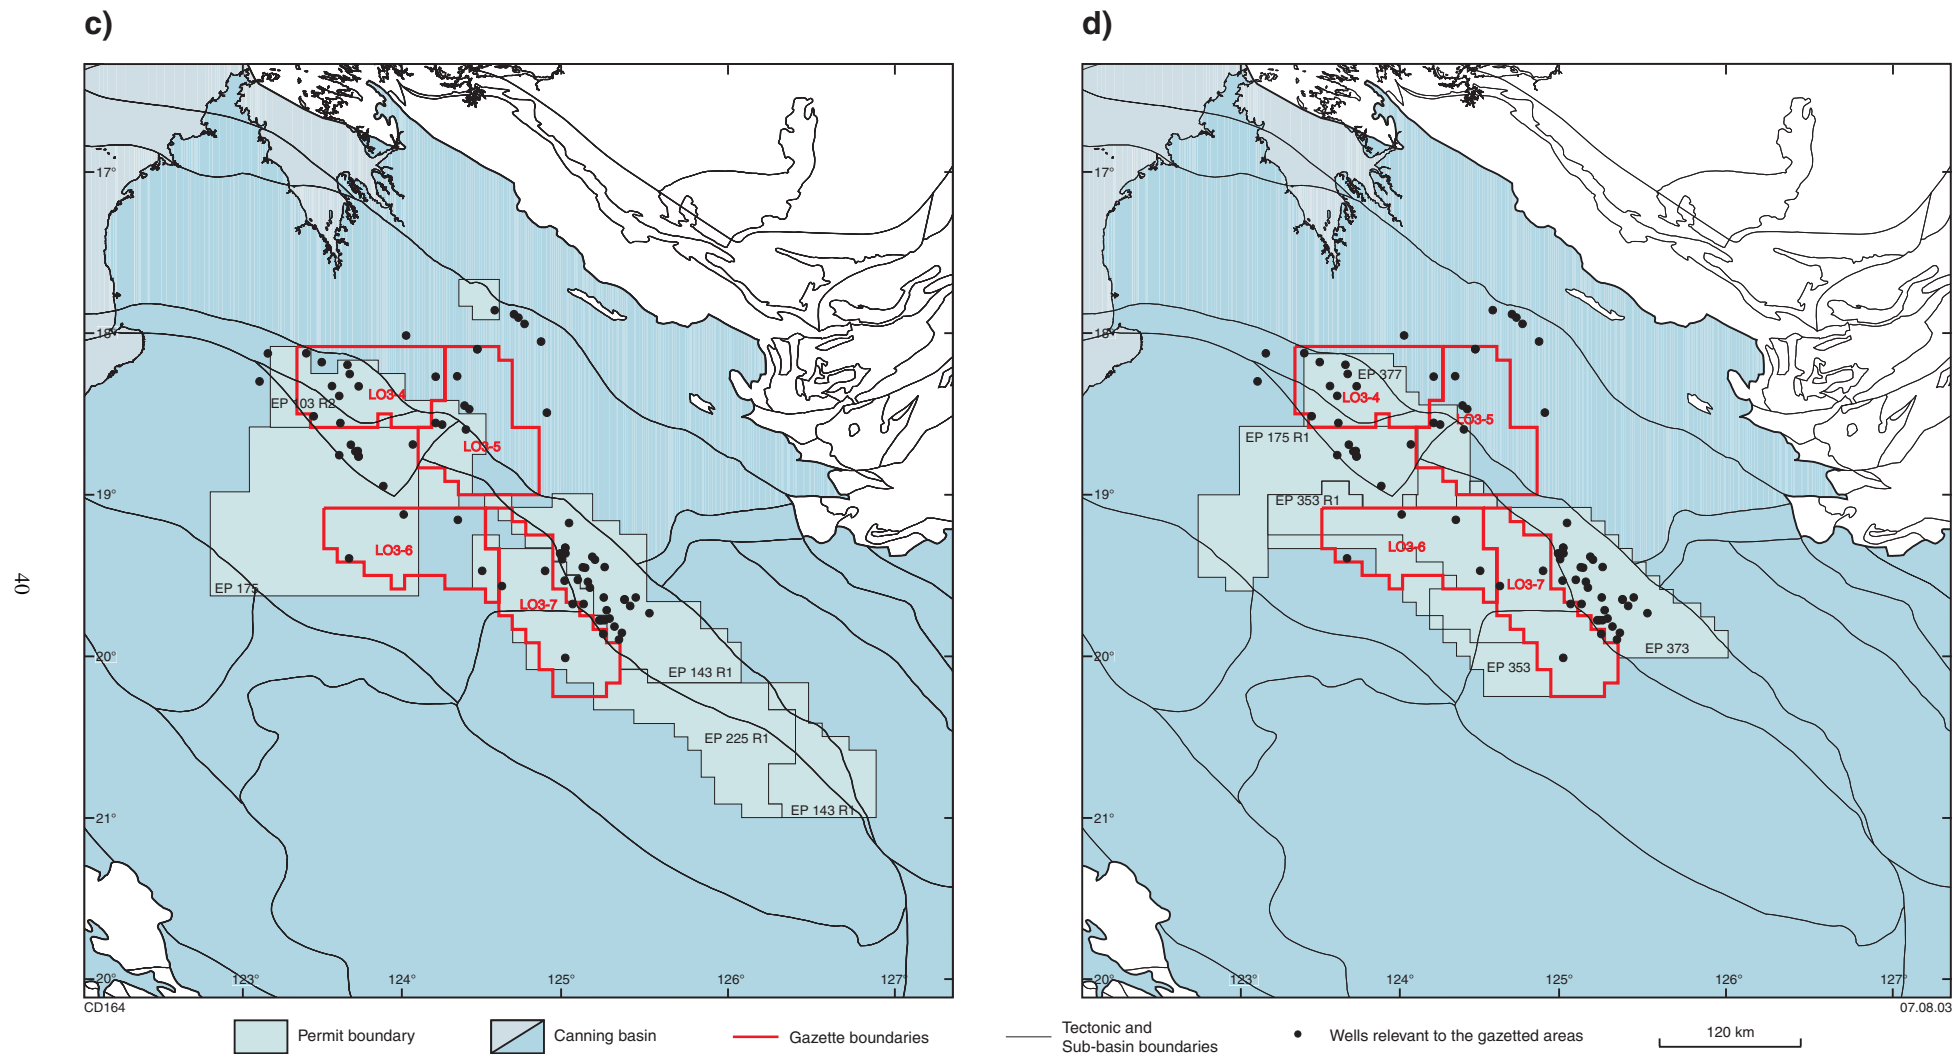 c)
17°
18°
EP 103 R2
LO3-4
LO3-5
19°
LO3-6
EP 175
LO3-7
20°
EP 143 R1
EP 225 R1
21°
EP 143 R1
20°
123°
124°
125°
126°
127°
CD164
d)
17°
18°
EP 377
LO3-4
LO3-5
EP 175 R1
19°
EP 353 R1
LO3-6
LO3-7
20°
EP 353
EP 373
21°
20°
123°
124°
125°
126°
127°
07.08.03
40
Permit boundary
Canning basin
Gazette boundaries
Tectonic and
Sub-basin boundaries
Wells relevant to the gazetted areas
120 km